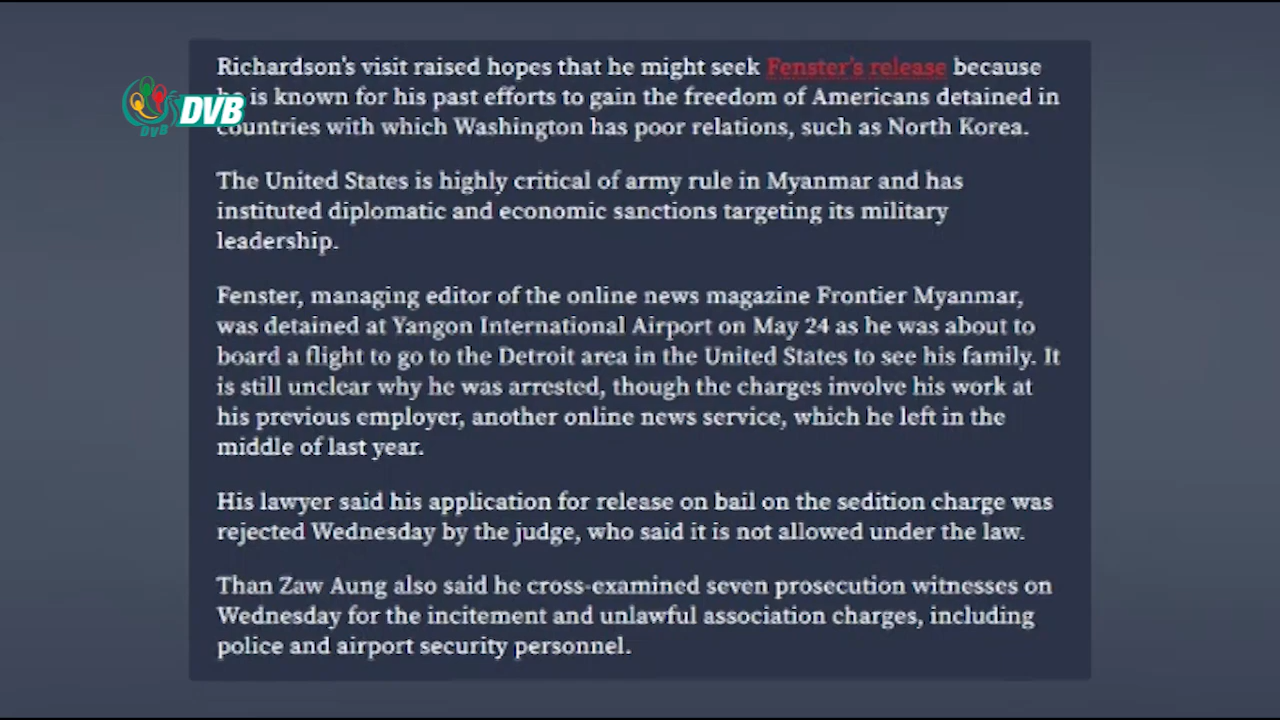 Richardson's visit raised hopes that he might seek Fenster's release because
he is known for his past efforts to gain the freedom of Americans detained in
countries with which Washington has poor relations, such as North Korea.
The United States is highly critical of army rule in Myanmar and has
instituted diplomatic and economic sanctions targeting its military
leadership.
Fenster, managing editor of the online news magazine Frontier Myanmar,
was detained at Yangon International Airport on May 24 as he was about to
board a flight to go to the Detroit area in the United States to see his family. It
is still unclear why he was arrested, though the charges involve his work at
his previous employer, another online news service, which he left in the
middle of last year.
His lawyer said his application for release on bail on the sedition charge was
rejected Wednesday by the judge, who said it is not allowed under the law.
Than Zaw Aung also said he cross-examined seven prosecution witnesses on
Wednesday for the incitement and unlawful association charges, including
police and airport security personnel.
DVB
DVB